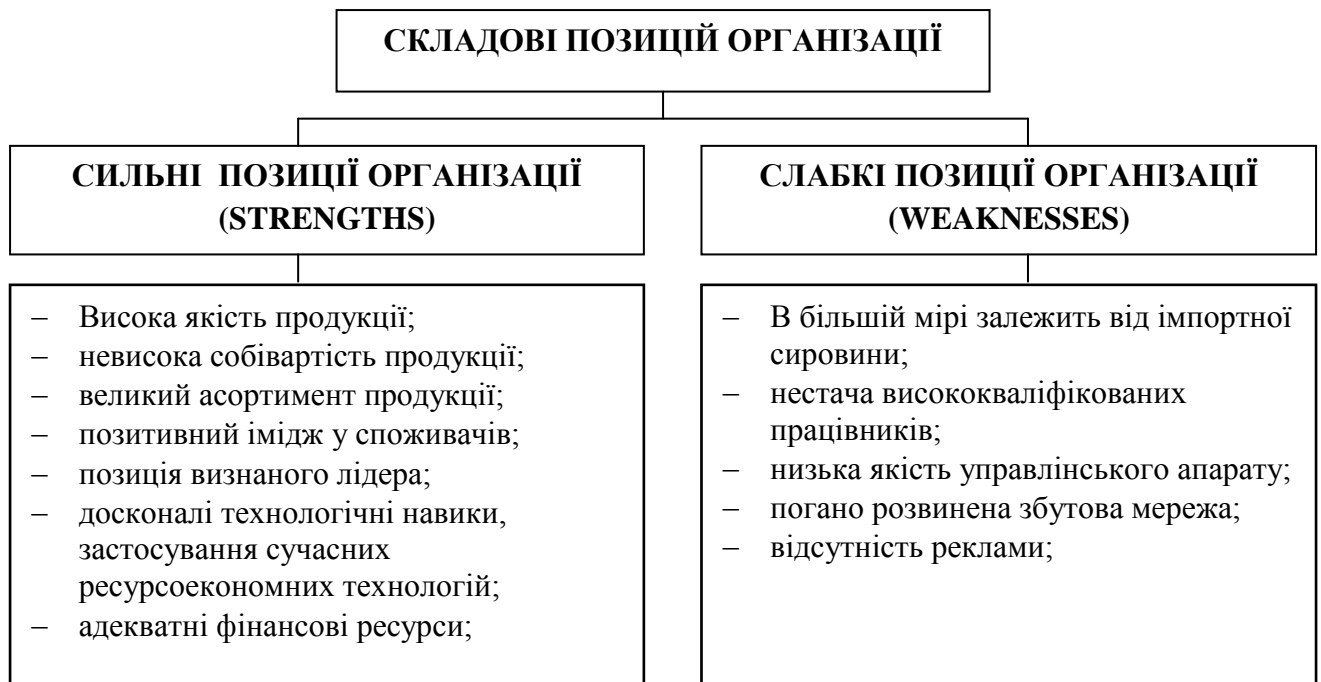 СКЛАДОВІ ПОЗИЦІЙ ОРГАНІЗАЦІЇ
СИЛЬНІ ПОЗИЦІЇ ОРГАНІЗАЦІЇ
(STRENGTHS)
– Висока якість продукції;
– невисока собівартість продукції;
– великий асортимент продукції;
– позитивний імідж у споживачів;
– позиція визнаного лідера;
– досконалі технологічні навики,
застосування сучасних
ресурсоекономних технологій;
– адекватні фінансові ресурси;
СЛАБКІ ПОЗИЦІЇ ОРГАНІЗАЦІЇ
(WEAKNESSES)
– В більшій мірі залежить від імпортної
сировини;
– нестача висококваліфікованих
працівників;
– низька якість управлінського апарату;
– погано розвинена збутова мережа;
– відсутність реклами;